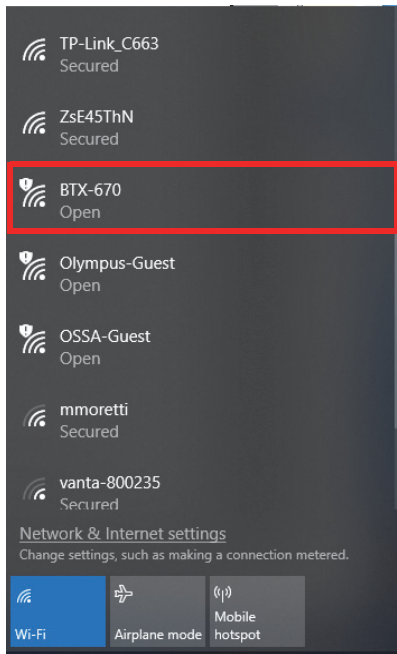 TP-Link_C663
Secured
ZsE45ThN
Secured
BTX-670
Open
Olympus-Guest
Open
OSSA-Guest
Open
mmoretti
Secured
vanta-800235
Secured
Network & Internet settings
Change settings, such as making a connection metered.
Wi-Fi
Airplane mode
Mobile
hotspot